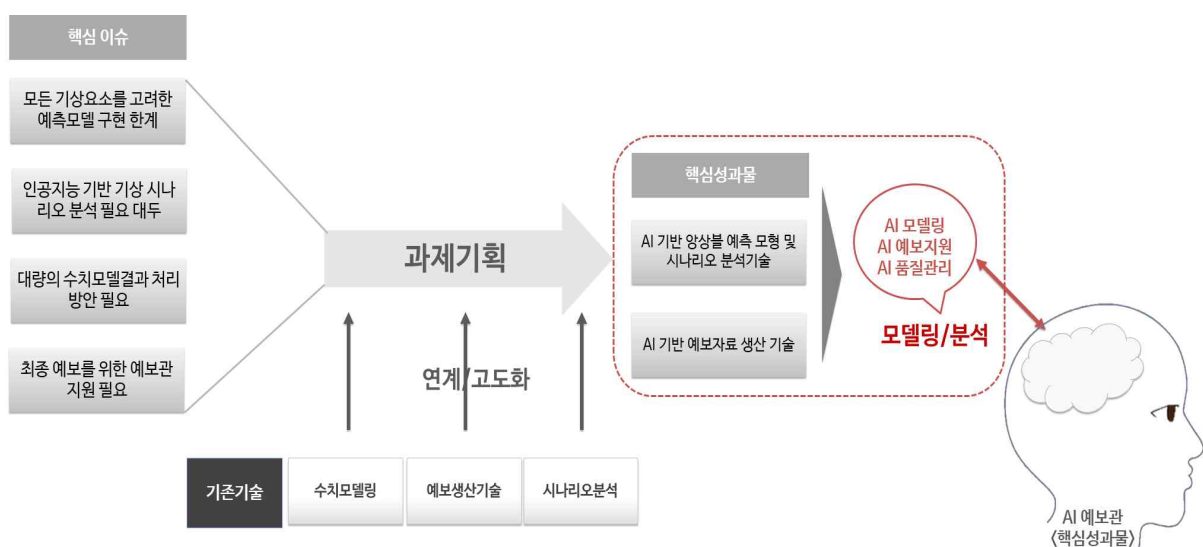 핵심 이슈
모든 기상요소를 고려한
예측모델 구현 한계
인공지능 기반 기상 시나
리오 분석 필요 대두
대량의 수치모델결과 처리
방안 필요
최종 예보를 위한 예보관
지원 필요
과제기획
연계/고도화
기존기술
수치모델링
예보생산기술
시나리오분석
핵심성과물
AI 기반 앙상블 예측 모형 및
시나리오 분석기술
AI 기반 예보자료 생산 기술
AI 모델링
AI 예보지원
AI 품질관리
모델링/분석
AI 예보관
〈핵심성과물〉